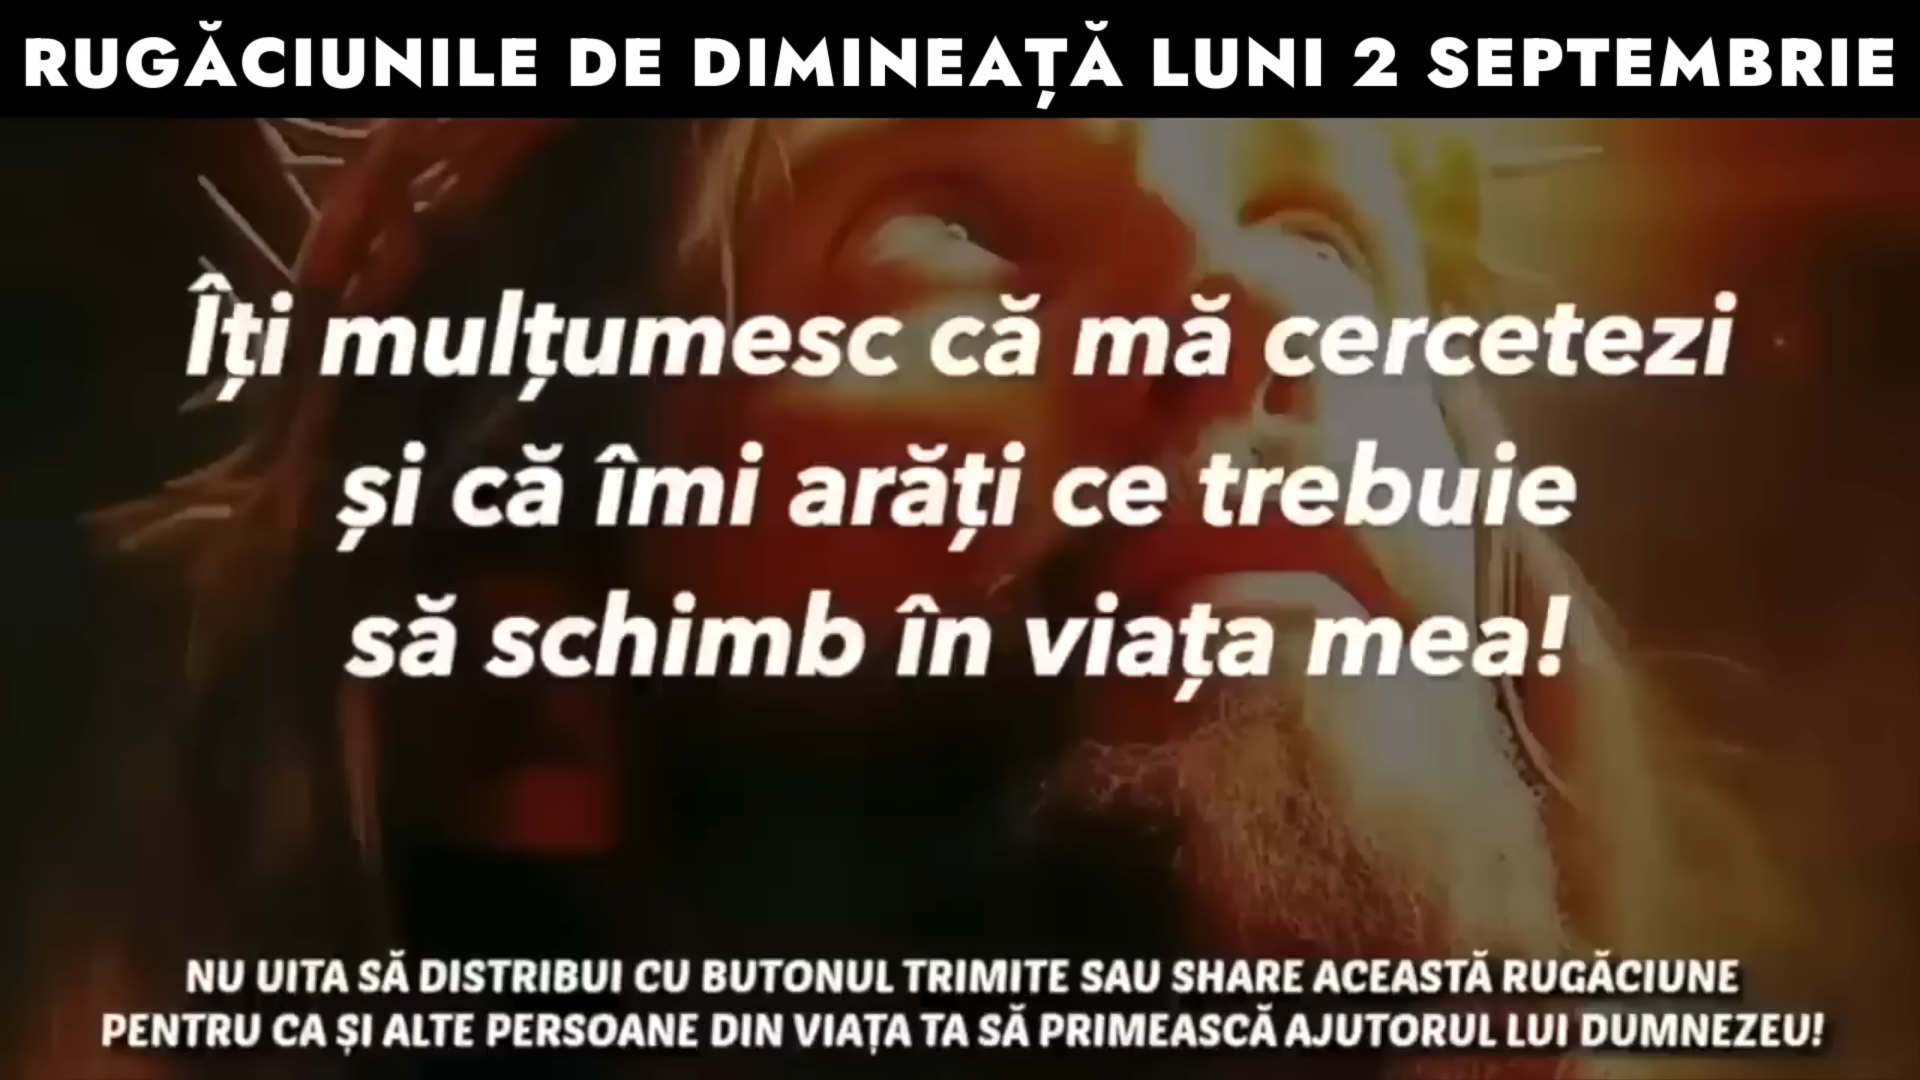 RUGĂCIUNILE DE DIMINEAȚĂ LUNI 2 SEPTEMBRIE
Îți mulțumesc că mă cercetezi
și că îmi arăți ce trebuie
să schimb în viața mea!
NU UITA SĂ DISTRIBUI CU BUTONUL TRIMITE SAU SHARE ACEASTĂ RUGĂCIUNE
PENTRU CA ȘI ALTE PERSOANE DIN VIAȚA TA SĂ PRIMEASCĂ AJUTORUL LUI DUMNEZEU!